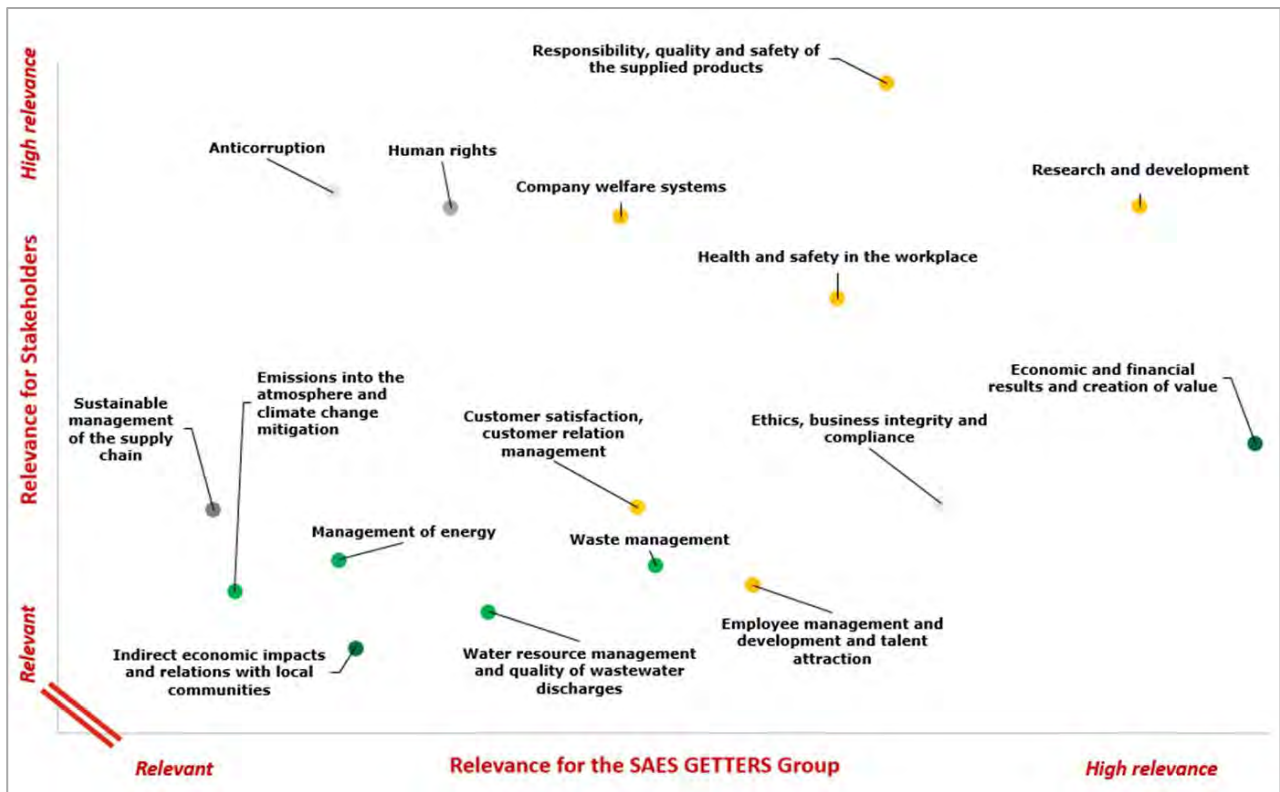 High relevance
Relevance for Stakeholders
Relevant
Responsibility, quality and safety of
the supplied products
Anticorruption
Human rights
Company welfare systems
Research and development
Health and safety in the workplace
Economic and financial
results and creation of value
Emissions into the
atmosphere and
climate change
mitigation
Sustainable
management
of the supply
chain
Customer satisfaction,
customer relation
management
Ethics, business integrity and
compliance
Management of energy
Waste management
Indirect economic impacts
and relations with local
communities
Water resource management
and quality of wastewater
discharges
Employee management and
development and talent
attraction
Relevant
Relevance for the SAES GETTERS Group
High relevance